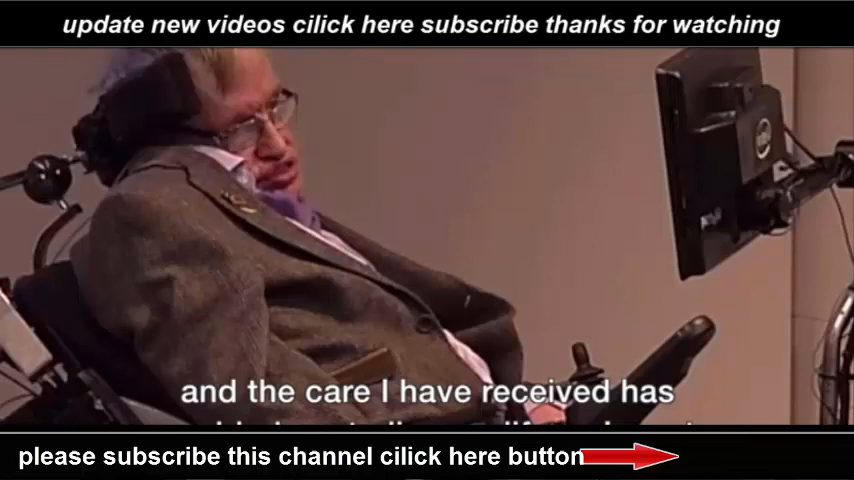 update new videos cilick here subscribe thanks for watching
and the care I have received has
please subscribe this channel cilick here button